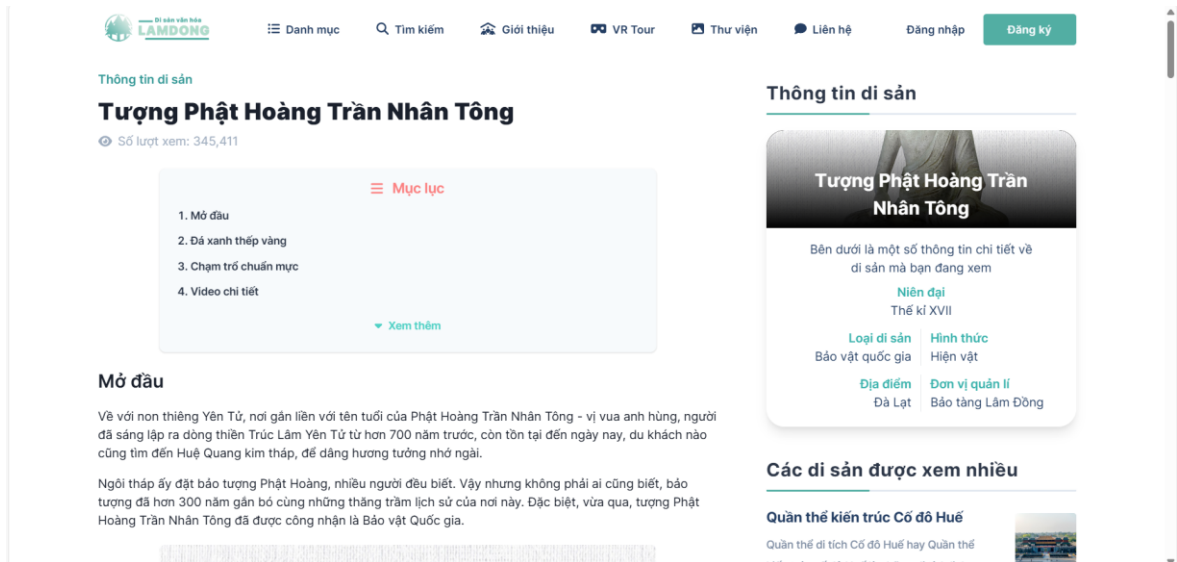 Di sản văn hóa
LAMDONG
Danh mục
Tìm kiếm
Giới thiệu
VR Tour
Thư viện
Liên hệ
Đăng nhập
Đăng ký
Thông tin di sản
Tượng Phật Hoàng Trần Nhân Tông
Số lượt xem: 345,411
Mục lục
1. Mở đầu
2. Đá xanh thếp vàng
3. Chạm trổ chuẩn mực
4. Video chi tiết
Xem thêm
Mở đầu
Về với non thiêng Yên Tử, nơi gắn liền với tên tuổi của Phật Hoàng Trần Nhân Tông - vị vua anh hùng, người
đã sáng lập ra dòng thiền Trúc Lâm Yên Tử từ hơn 700 năm trước, còn tồn tại đến ngày nay, du khách nào
cũng tìm đến Huệ Quang kim tháp, để dâng hương tưởng nhớ ngài.
Ngôi tháp ấy đặt bảo tượng Phật Hoàng, nhiều người đều biết. Vậy nhưng không phải ai cũng biết, bảo
tượng đã hơn 300 năm gắn bó cùng những thăng trầm lịch sử của nơi này. Đặc biệt, vừa qua, tượng Phật
Hoàng Trần Nhân Tông đã được công nhận là Bảo vật Quốc gia.
Thông tin di sản
Tượng Phật Hoàng Trần
Nhân Tông
Bên dưới là một số thông tin chi tiết về
di sản mà bạn đang xem
Niên đại
Thế kỉ XVII
Loại di sản
Bảo vật quốc gia
Hình thức
Hiện vật
Địa điểm
Đà Lạt
Đơn vị quản lí
Bảo tàng Lâm Đồng
Các di sản được xem nhiều
Quần thể kiến trúc Cố đô Huế
Quần thể di tích Cố đô Huế hay Quần thể